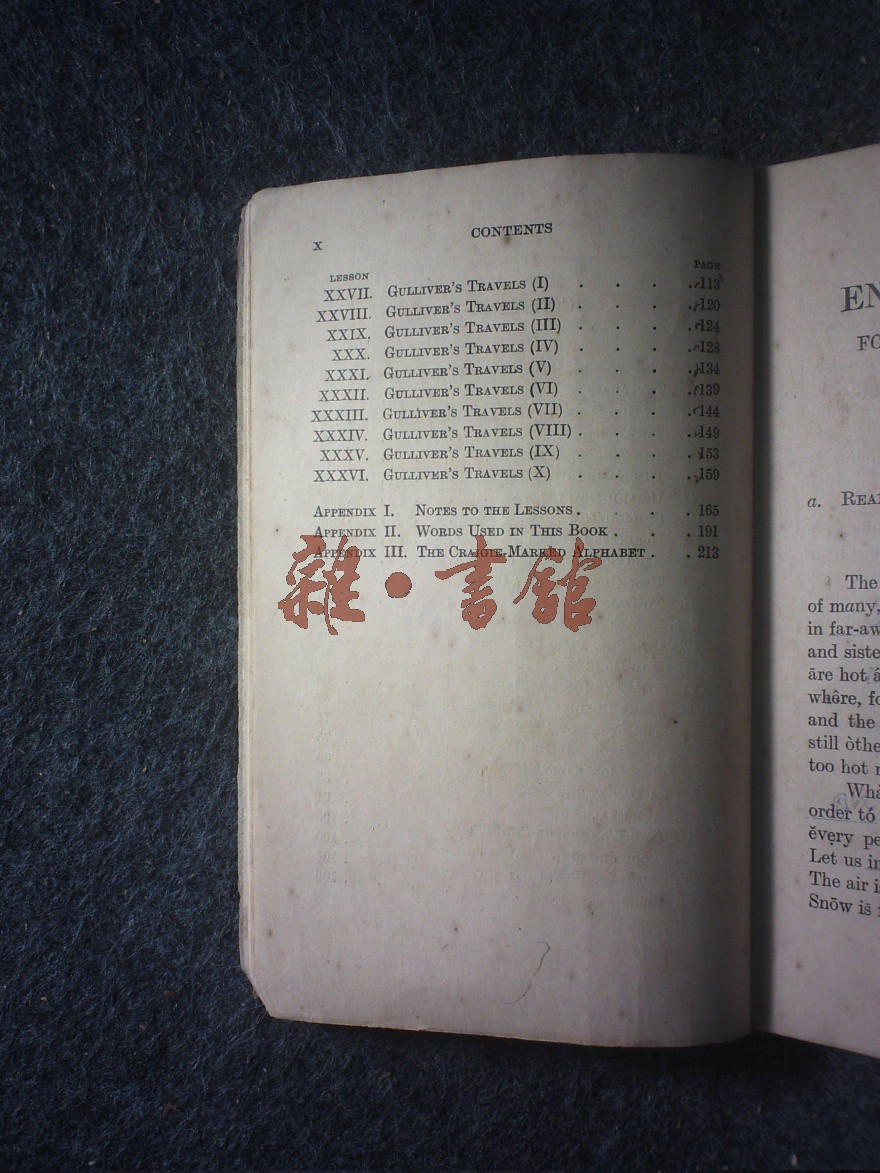 x
CONTENTS
LESSON PAGE
XXVII. GULLIVER'S TRAVELS (I) . . . . 113
XXVIII. GULLIVER'S TRAVELS (II) . . . . 120
XXIX. GULLIVER'S TRAVELS (III) . . . . 124
XXX. GULLIVER'S TRAVELS (IV) . . . . 128
XXXI. GULLIVER'S TRAVELS (V) . . . . 134
XXXII. GULLIVER'S TRAVELS (VI) . . . . 139
XXXIII. GULLIVER'S TRAVELS (VII) . . . . 144
XXXIV. GULLIVER'S TRAVELS (VIII) . . . . 149
XXXV. GULLIVER'S TRAVELS (IX) . . . . 153
XXXVI. GULLIVER'S TRAVELS (X) . . . . 159
APPENDIX I. NOTES TO THE LESSONS . . . . 165
APPENDIX II. WORDS USED IN THIS BOOK . . . 191
APPENDIX III. THE CRAIGIE-MARKED ALPHABET . . 213
雜·書館
a.
The
of many,
in far-aw
and siste
āre hot
whêre, fo
and the
still òthe
too hot
order tó
ĕvẹry pe
Let us in
The air
Snōw is̄